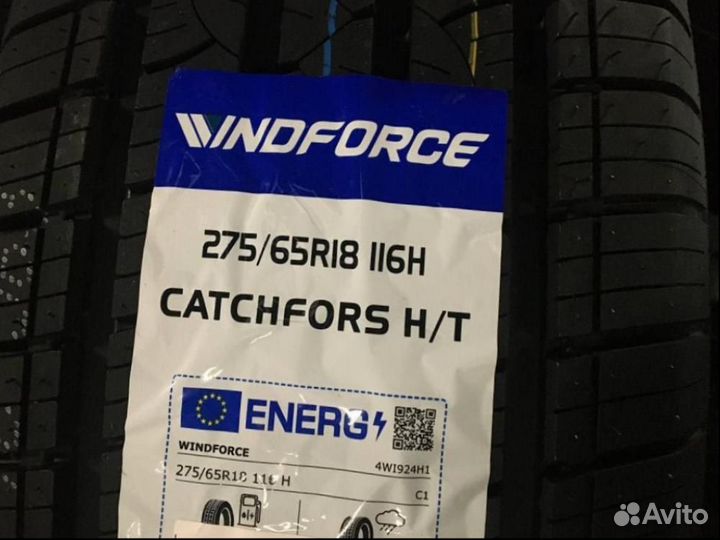 WINDFORCE
275/65R18 116H
CATCHFORS H/T
ENERG
WINDFORCE
4WI924H1
275/65R18 116 H
C1
Avito